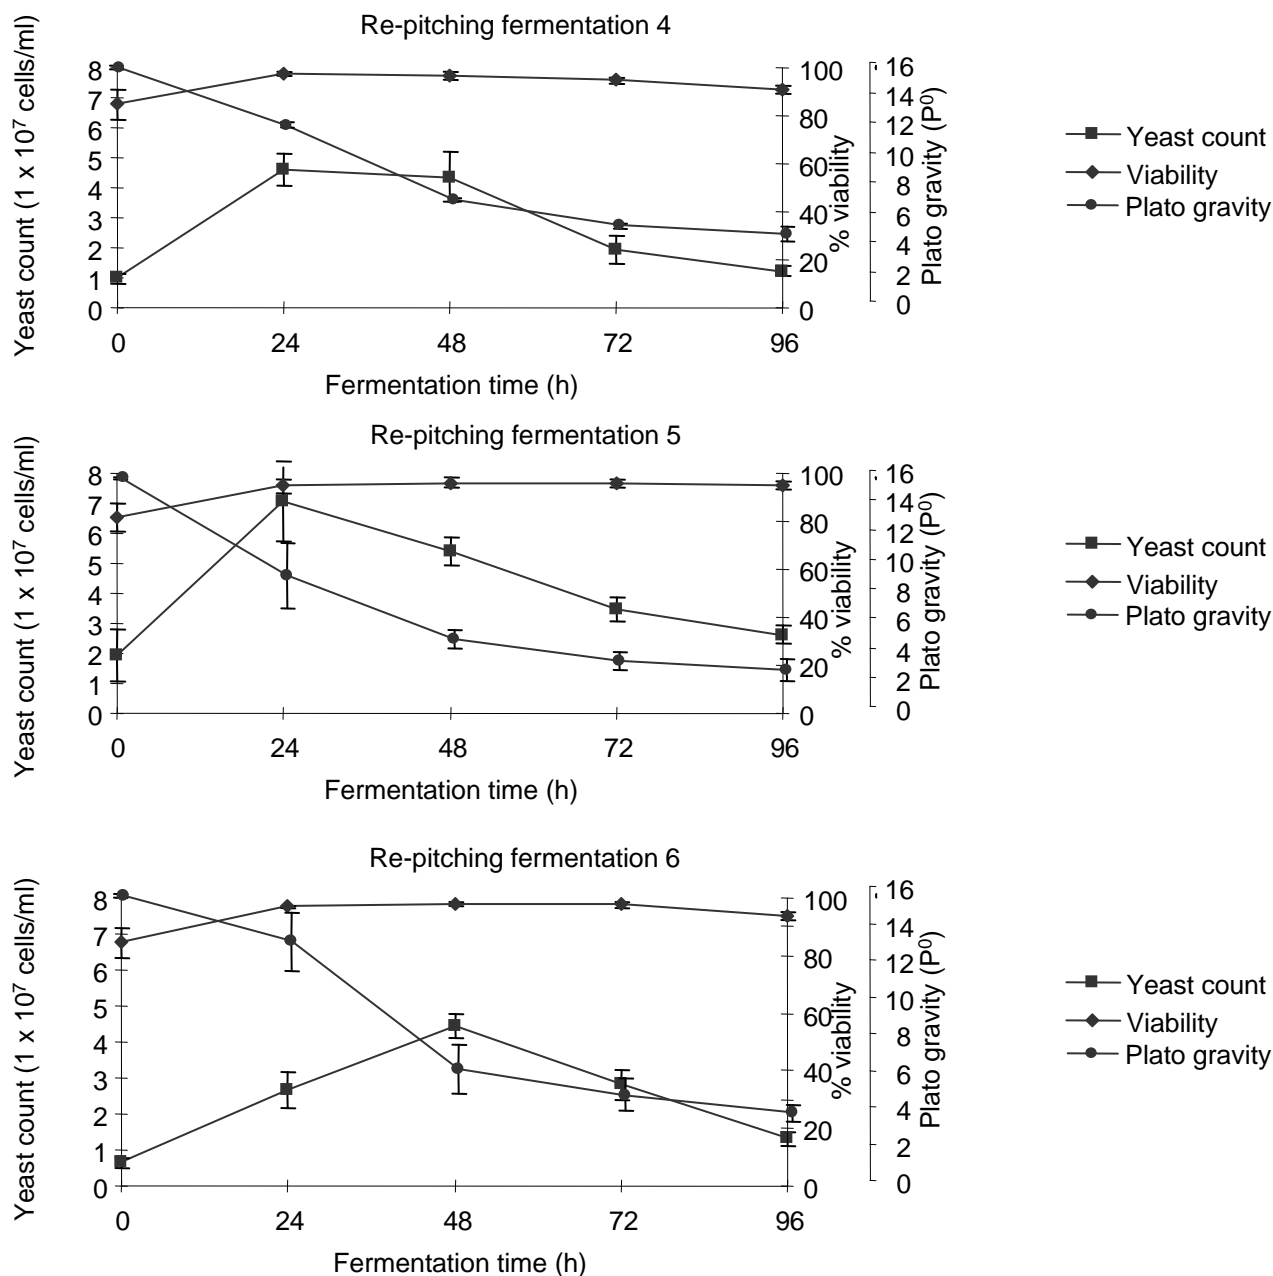 Re-pitching fermentation 4
Yeast count (1 x 10⁷ cells/ml)
8
7
6
5
4
3
2
1
0
0 24 48 72 96
Fermentation time (h)
100
80
60
40
20
0
% viability
16
14
12
10
8
6
4
2
0
Plato gravity (P⁰)
Yeast count
Viability
Plato gravity
Re-pitching fermentation 5
Yeast count (1 x 10⁷ cells/ml)
8
7
6
5
4
3
2
1
0
0 24 48 72 96
Fermentation time (h)
100
80
60
40
20
0
% viability
16
14
12
10
8
6
4
2
0
Plato gravity (P⁰)
Yeast count
Viability
Plato gravity
Re-pitching fermentation 6
Yeast count (1 x 10⁷ cells/ml)
8
7
6
5
4
3
2
1
0
0 24 48 72 96
Fermentation time (h)
100
80
60
40
20
0
% viability
16
14
12
10
8
6
4
2
0
Plato gravity (P⁰)
Yeast count
Viability
Plato gravity